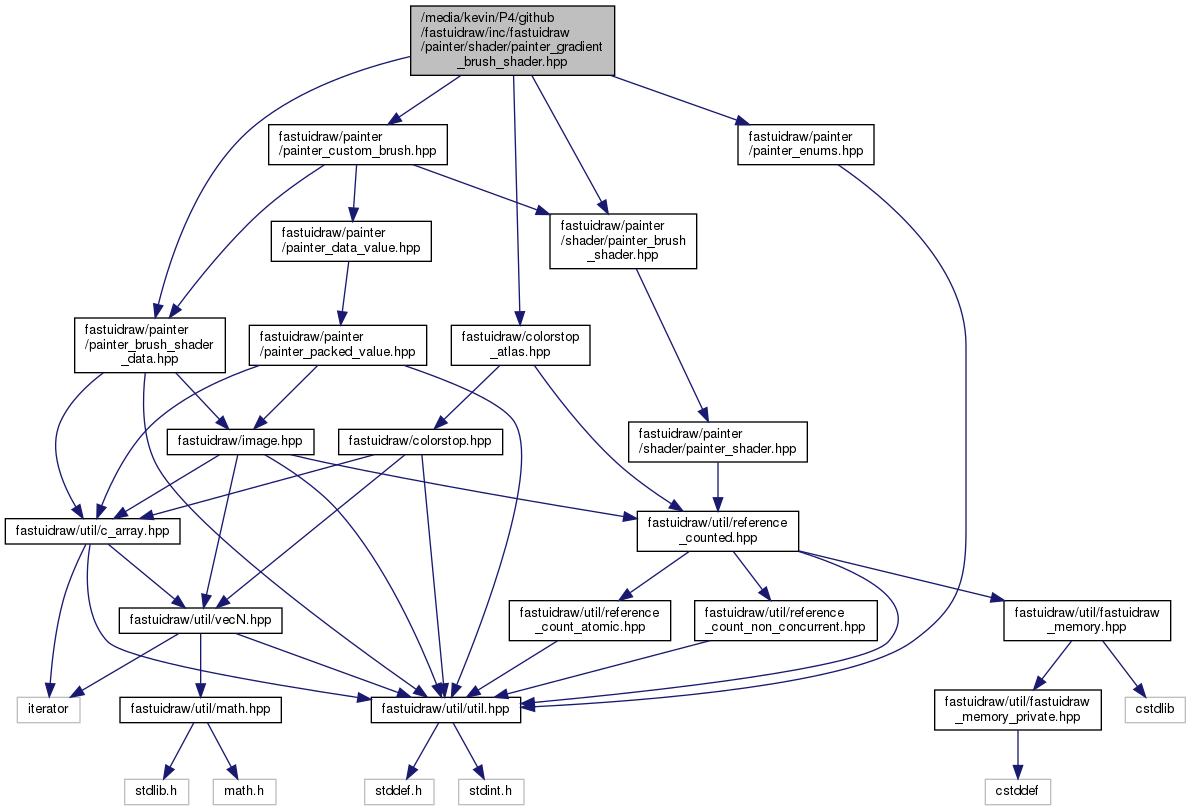 /media/kevin/P4/github
/fastuidraw/inc/fastuidraw
/painter/shader/painter_gradient
_brush_shader.hpp
fastuidraw/painter
/painter_custom_brush.hpp
fastuidraw/painter
/painter_enums.hpp
fastuidraw/painter
/painter_data_value.hpp
fastuidraw/painter
/shader/painter_brush
_shader.hpp
fastuidraw/painter
/painter_brush_shader
_data.hpp
fastuidraw/painter
/painter_packed_value.hpp
fastuidraw/colorstop
_atlas.hpp
fastuidraw/image.hpp
fastuidraw/colorstop.hpp
fastuidraw/painter
/shader/painter_shader.hpp
fastuidraw/util/c_array.hpp
fastuidraw/util/reference
_counted.hpp
fastuidraw/util/vecN.hpp
fastuidraw/util/reference
_count_atomic.hpp
fastuidraw/util/reference
_count_non_concurrent.hpp
fastuidraw/util/fastuidraw
_memory.hpp
iterator
fastuidraw/util/math.hpp
fastuidraw/util/util.hpp
fastuidraw/util/fastuidraw
_memory_private.hpp
cstdlib
stdlib.h
math.h
stddef.h
stdint.h
cstddef